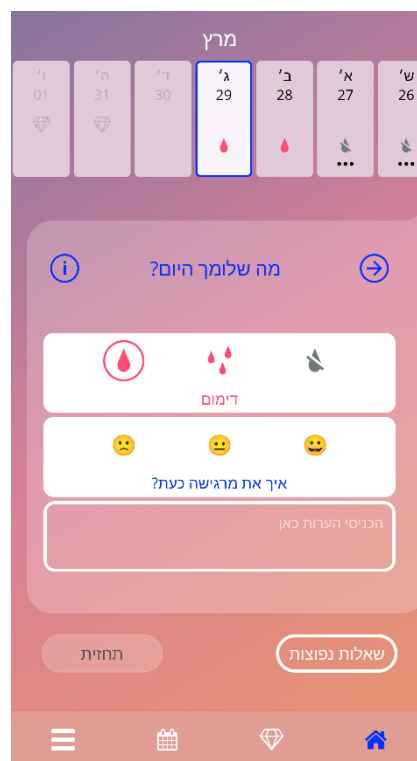 מרץ
ש׳ א׳ ב׳ ג׳ ד׳ ה׳ ו׳
26 27 28 29 30 31 01
מה שלומך היום?
דימום
איך את מרגישה כעת?
הכניסי הערות כאן
שאלות נפוצות תחזית